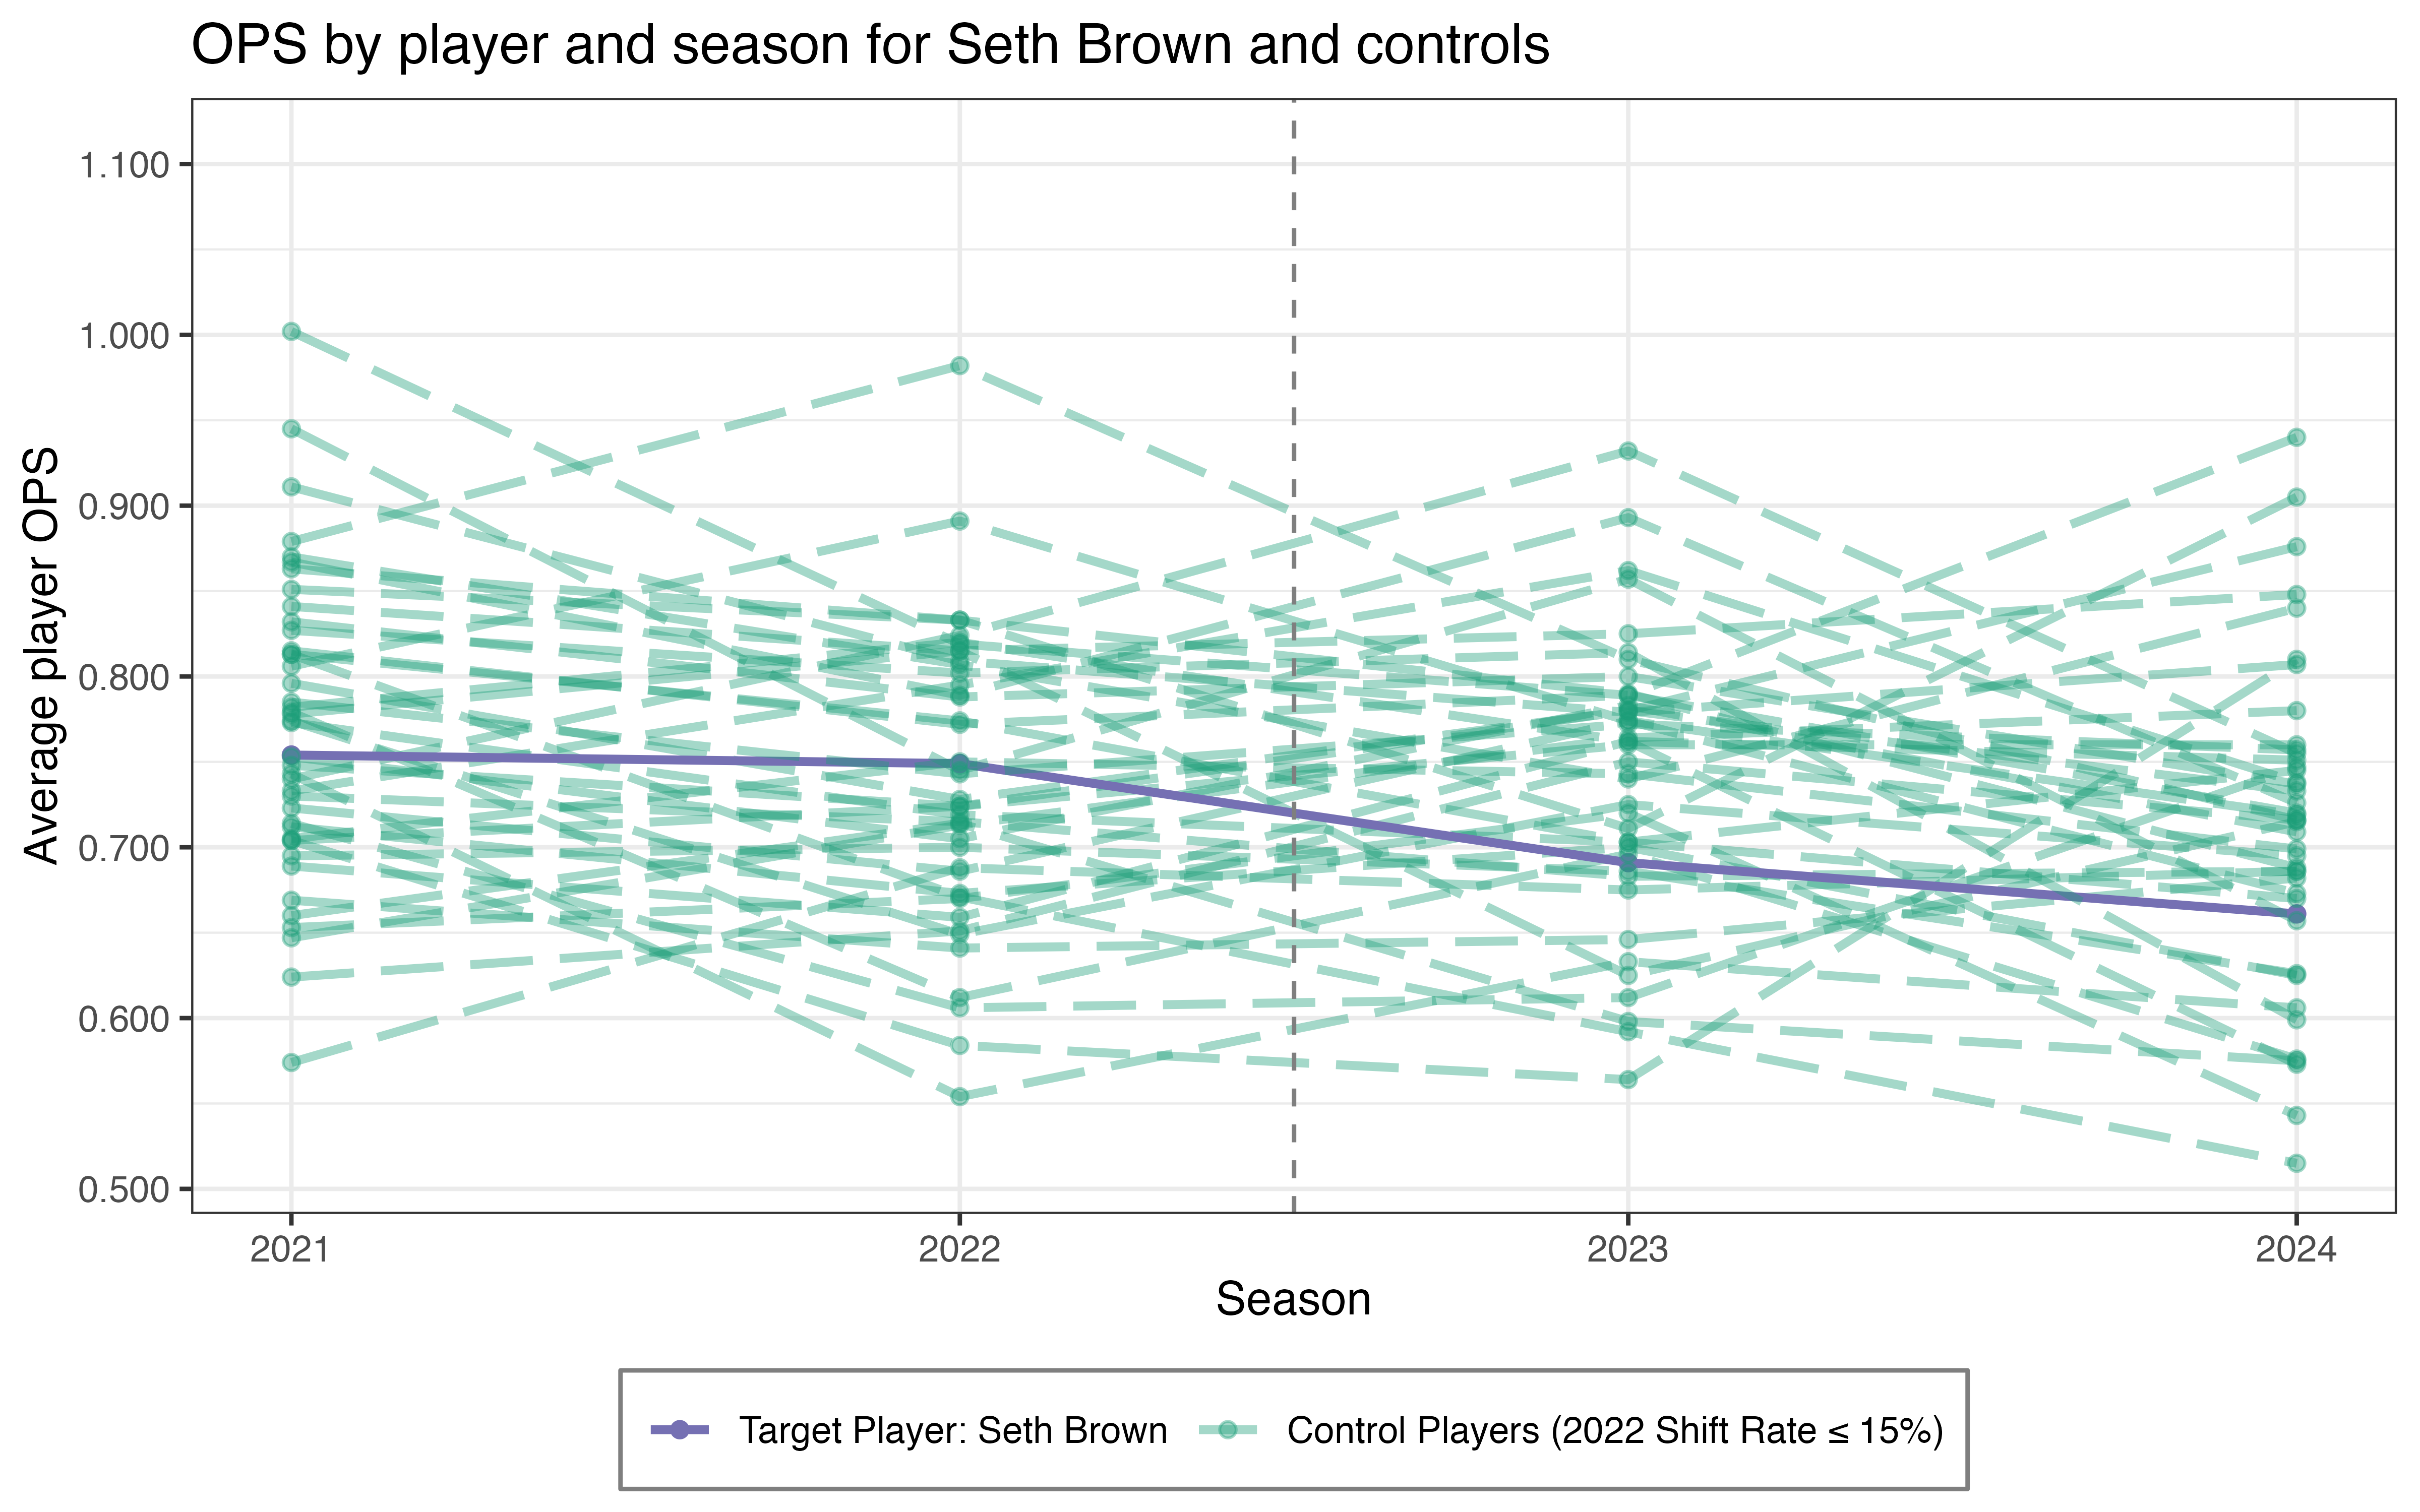 OPS by player and season for Seth Brown and controls
Average player OPS
1.100
1.000
0.900
0.800
0.700
0.600
0.500
2021 2022 2023 2024
Season
Target Player: Seth Brown Control Players (2022 Shift Rate ≤ 15%)